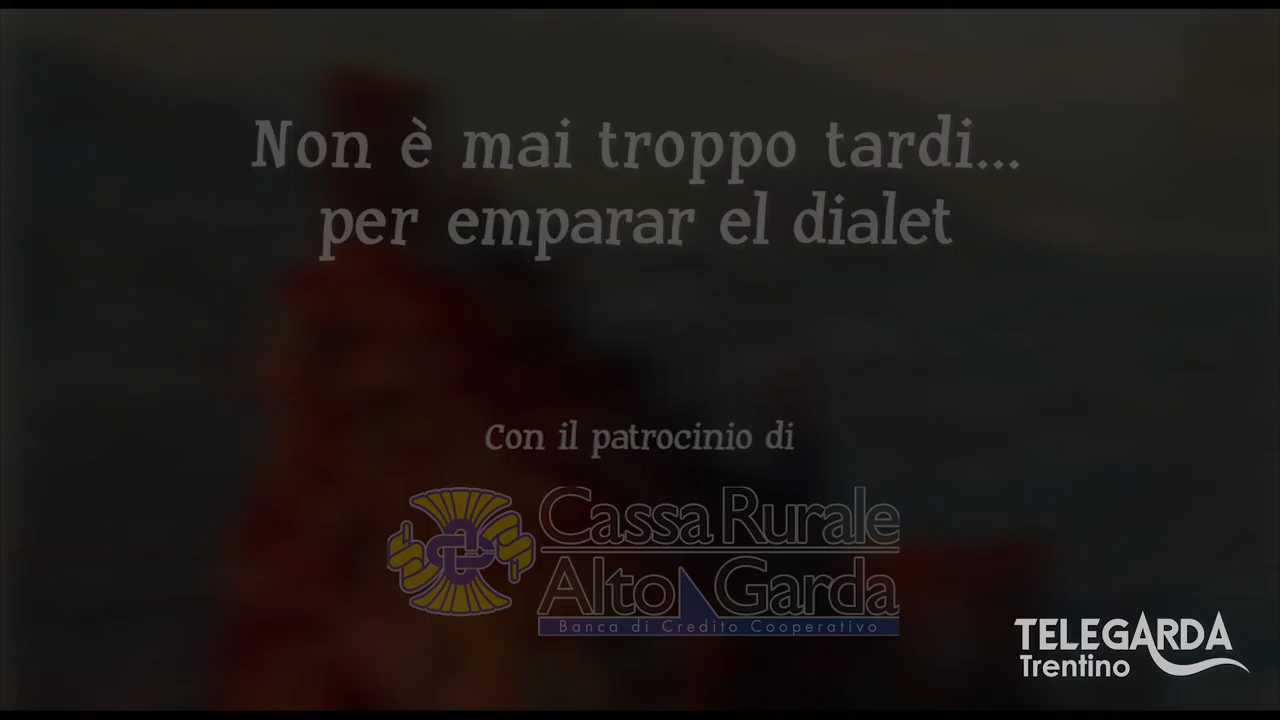 Non è mai troppo tardi...
per emparar el dialet
Con il patrocinio di
Cassa Rurale
Alto Garda
Banca di Credito Cooperativo
TELEGARDA
Trentino